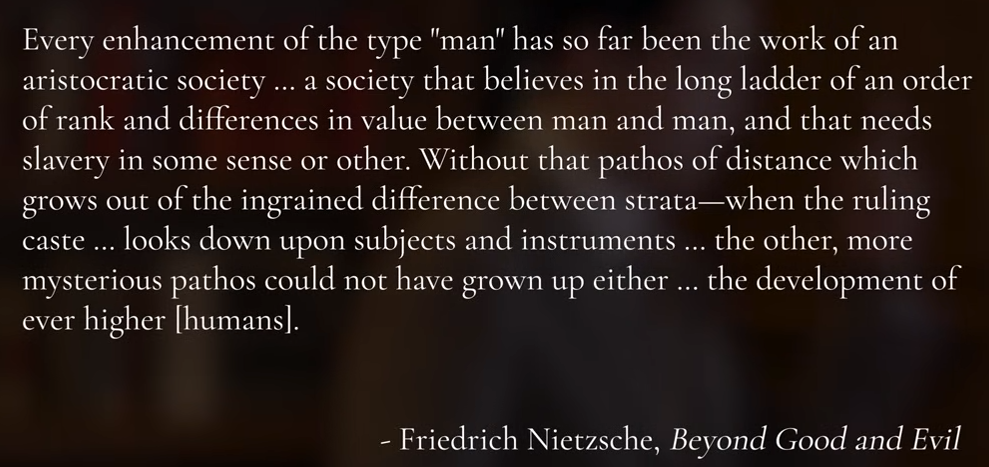 Every enhancement of the type "man" has so far been the work of an
aristocratic society ... a society that believes in the long ladder of an order
of rank and differences in value between man and man, and that needs
slavery in some sense or other. Without that pathos of distance which
grows out of the ingrained difference between strata—when the ruling
caste ... looks down upon subjects and instruments ... the other, more
mysterious pathos could not have grown up either ... the development of
ever higher [humans].
- Friedrich Nietzsche, Beyond Good and Evil